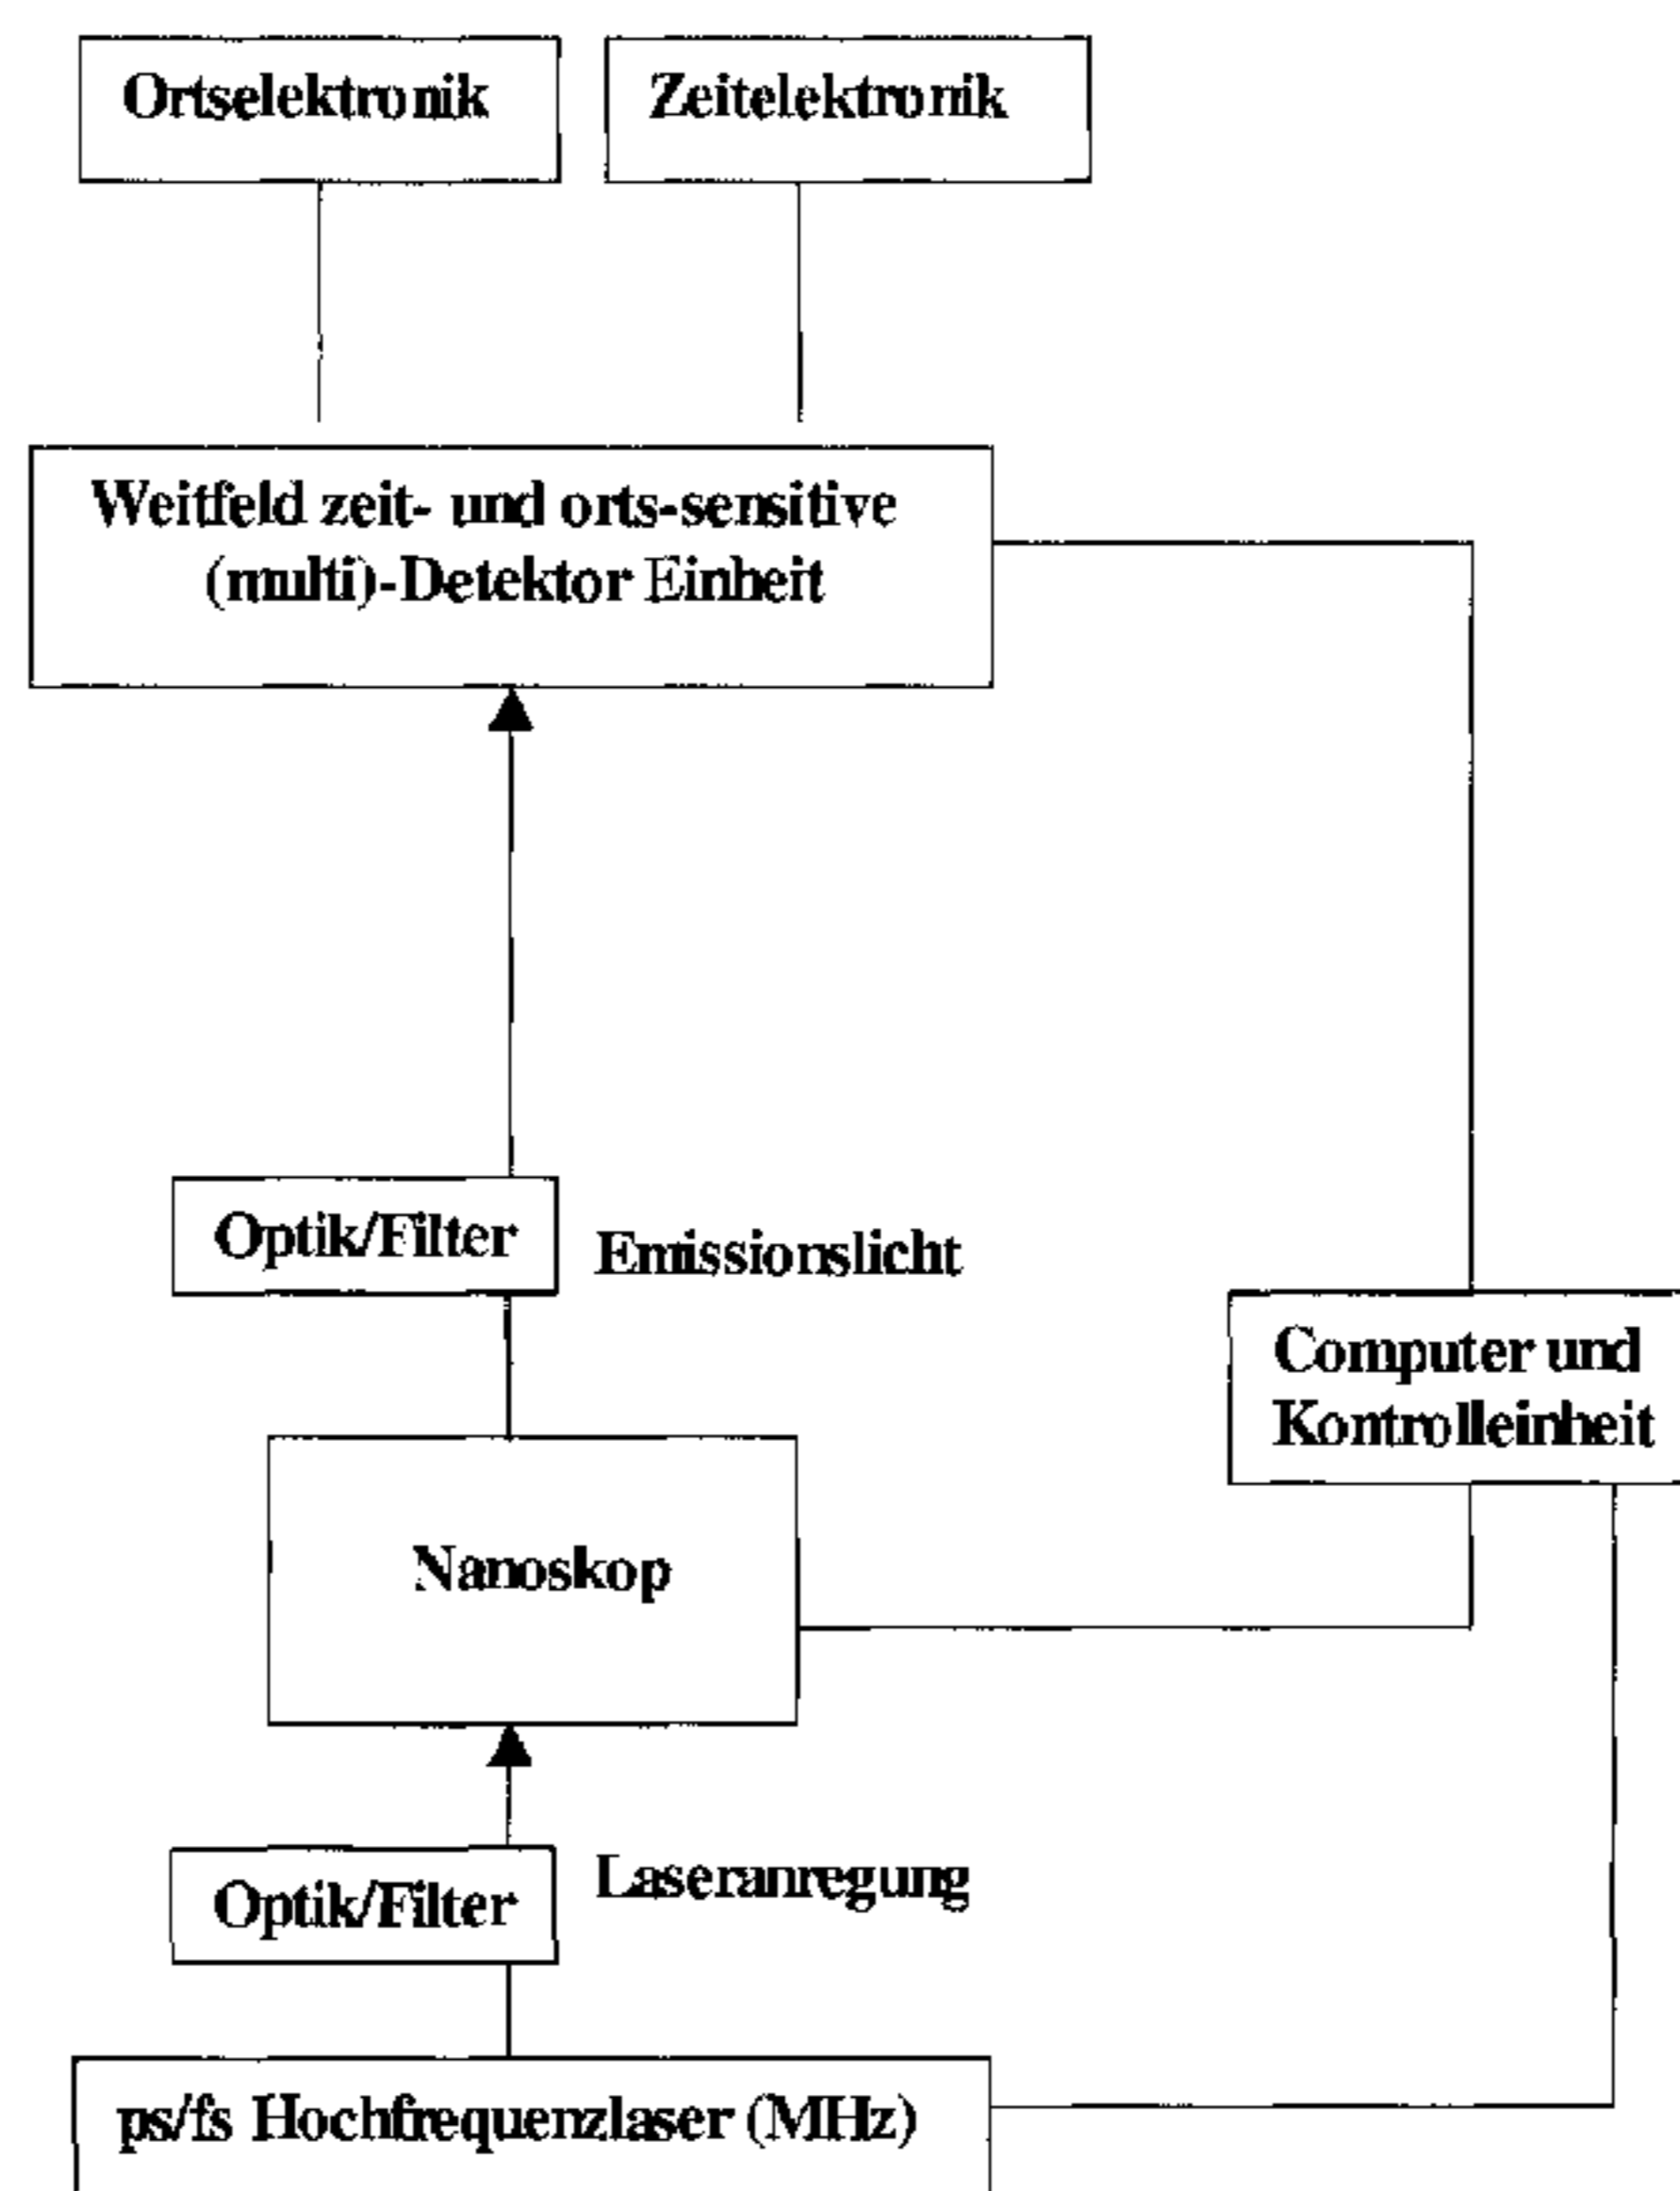 Ortselektronik
Zeitelektronik
Weitfeld zeit- und orts-sensitive
(multi)-Detektor Einheit
Optik/Filter
Emissionslicht
Computer und
Kontrolleinheit
Nanoskop
Optik/Filter
Laseranregung
ps/fs Hochfrequenzlaser (MHz)